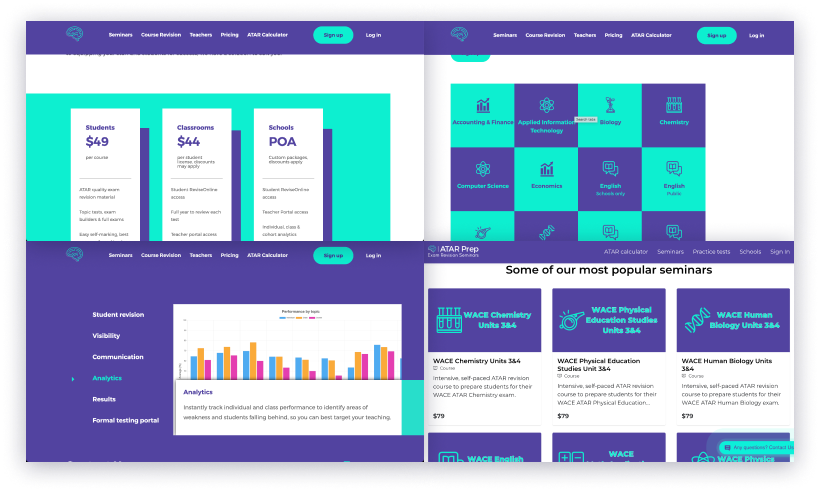 Seminars Course Revision Teachers Pricing ATAR Calculator Sign up Log in
Students
$49
per course
ATAR quality exam
revision material
Topic tests, exam
builders & full exams
Easy self-marking, best
Classrooms
$44
per student
license, discounts
may apply
Student ReviseOnline
access
Full year to review each
test
Teacher portal access
Schools
POA
Custom packages,
discounts apply
Student ReviseOnline
access
Teacher Portal access
Individual, class &
cohort analytics
Seminars Course Revision Teachers Pricing ATAR Calculator Sign up Log in
Accounting & Finance
Applied Information
Technology
Biology
Chemistry
Computer Science
Economics
English
Schools only
English
Public
Seminars Course Revision Teachers Pricing ATAR Calculator Sign up Log in
Student revision
Visibility
Communication
Analytics
Results
Formal testing portal
Performance by topic
Analytics
Instantly track individual and class performance to identify areas of
weakness and students falling behind, so you can best target your teaching.
ATAR Prep
Exam Revision Seminars
ATAR calculator Seminars Practice tests Schools Sign In
Some of our most popular seminars
WACE Chemistry
Units 3&4
WACE Chemistry Units 3&4
Course
Intensive, self-paced ATAR revision
course to prepare students for their
WACE ATAR Chemistry exam.
$79
WACE Physical
Education Studies
Unit 3&4
WACE Physical Education
Studies Units 3&4
Course
Intensive, self-paced ATAR revision
course to prepare students for their
WACE ATAR Physical Education...
$79
WACE Human
Biology Units 3&4
WACE Human Biology Units
3&4
Course
Intensive, self-paced ATAR revision
course to prepare students for their
WACE ATAR Human Biology exam.
$79
WACE English
WACE
WACE Physics
Any questions? Contact Us